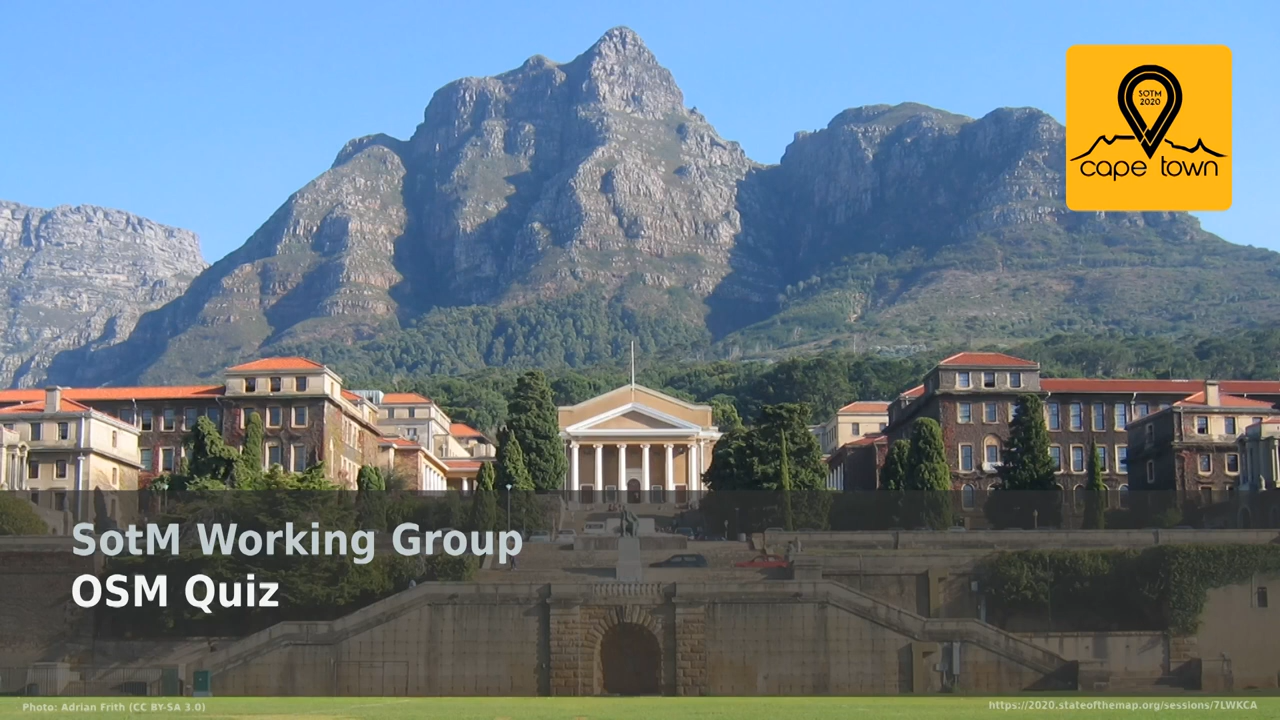 SOTM
2020
cape town
SotM Working Group
OSM Quiz
Photo: Adrian Frith (CC BY-SA 3.0)
https://2020.stateofthemap.org/sessions/7LWKCA